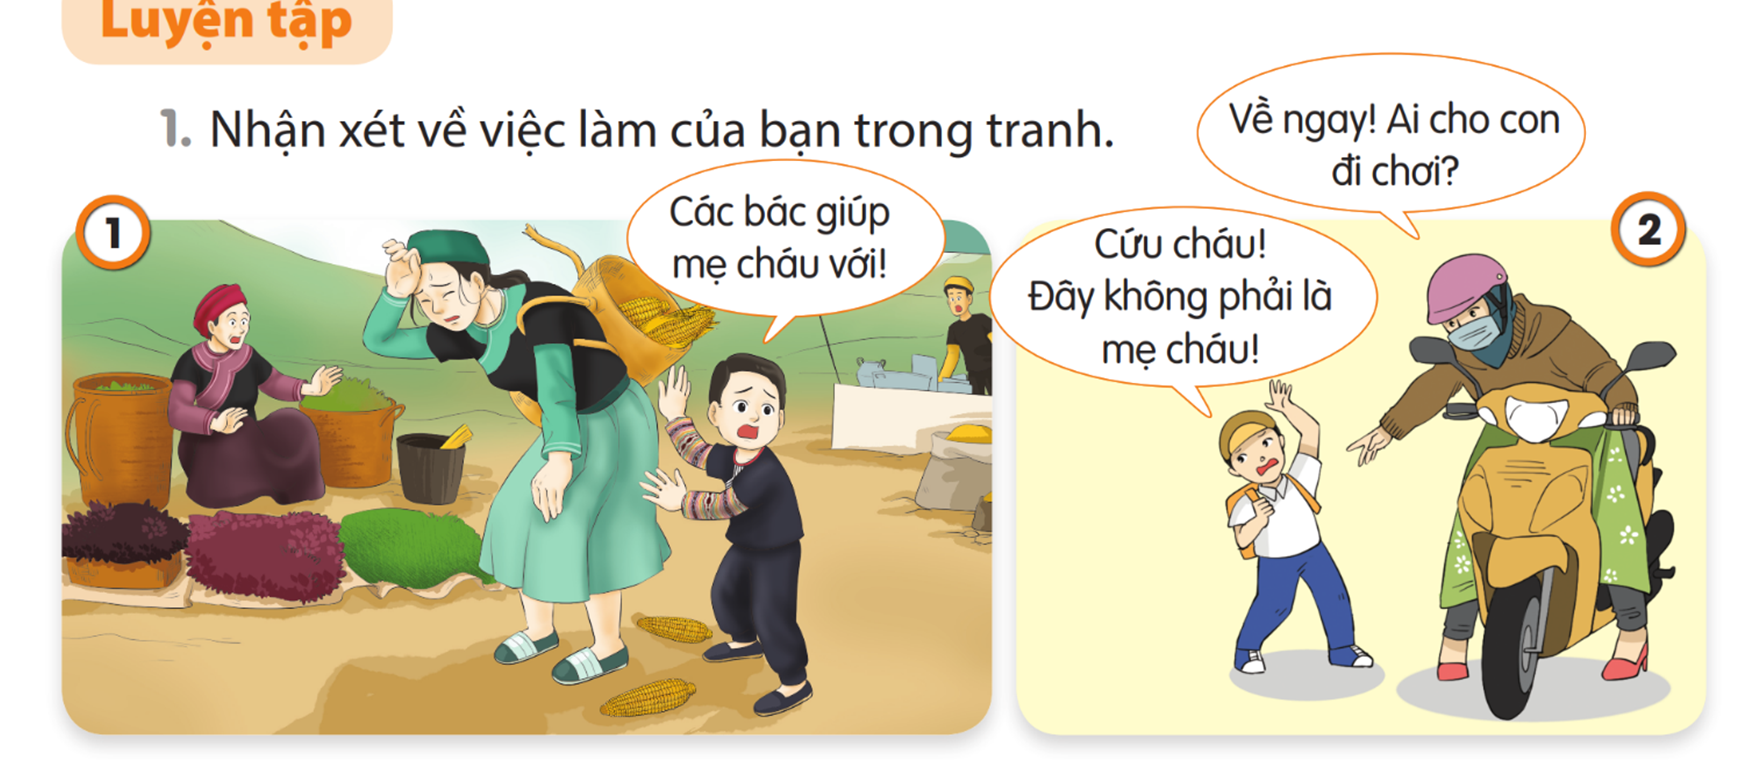 Luyện tập
1. Nhận xét về việc làm của bạn trong tranh.
1
Các bác giúp
mẹ cháu với!
2
Về ngay! Ai cho con
đi chơi?
Cứu cháu!
Đây không phải là
mẹ cháu!